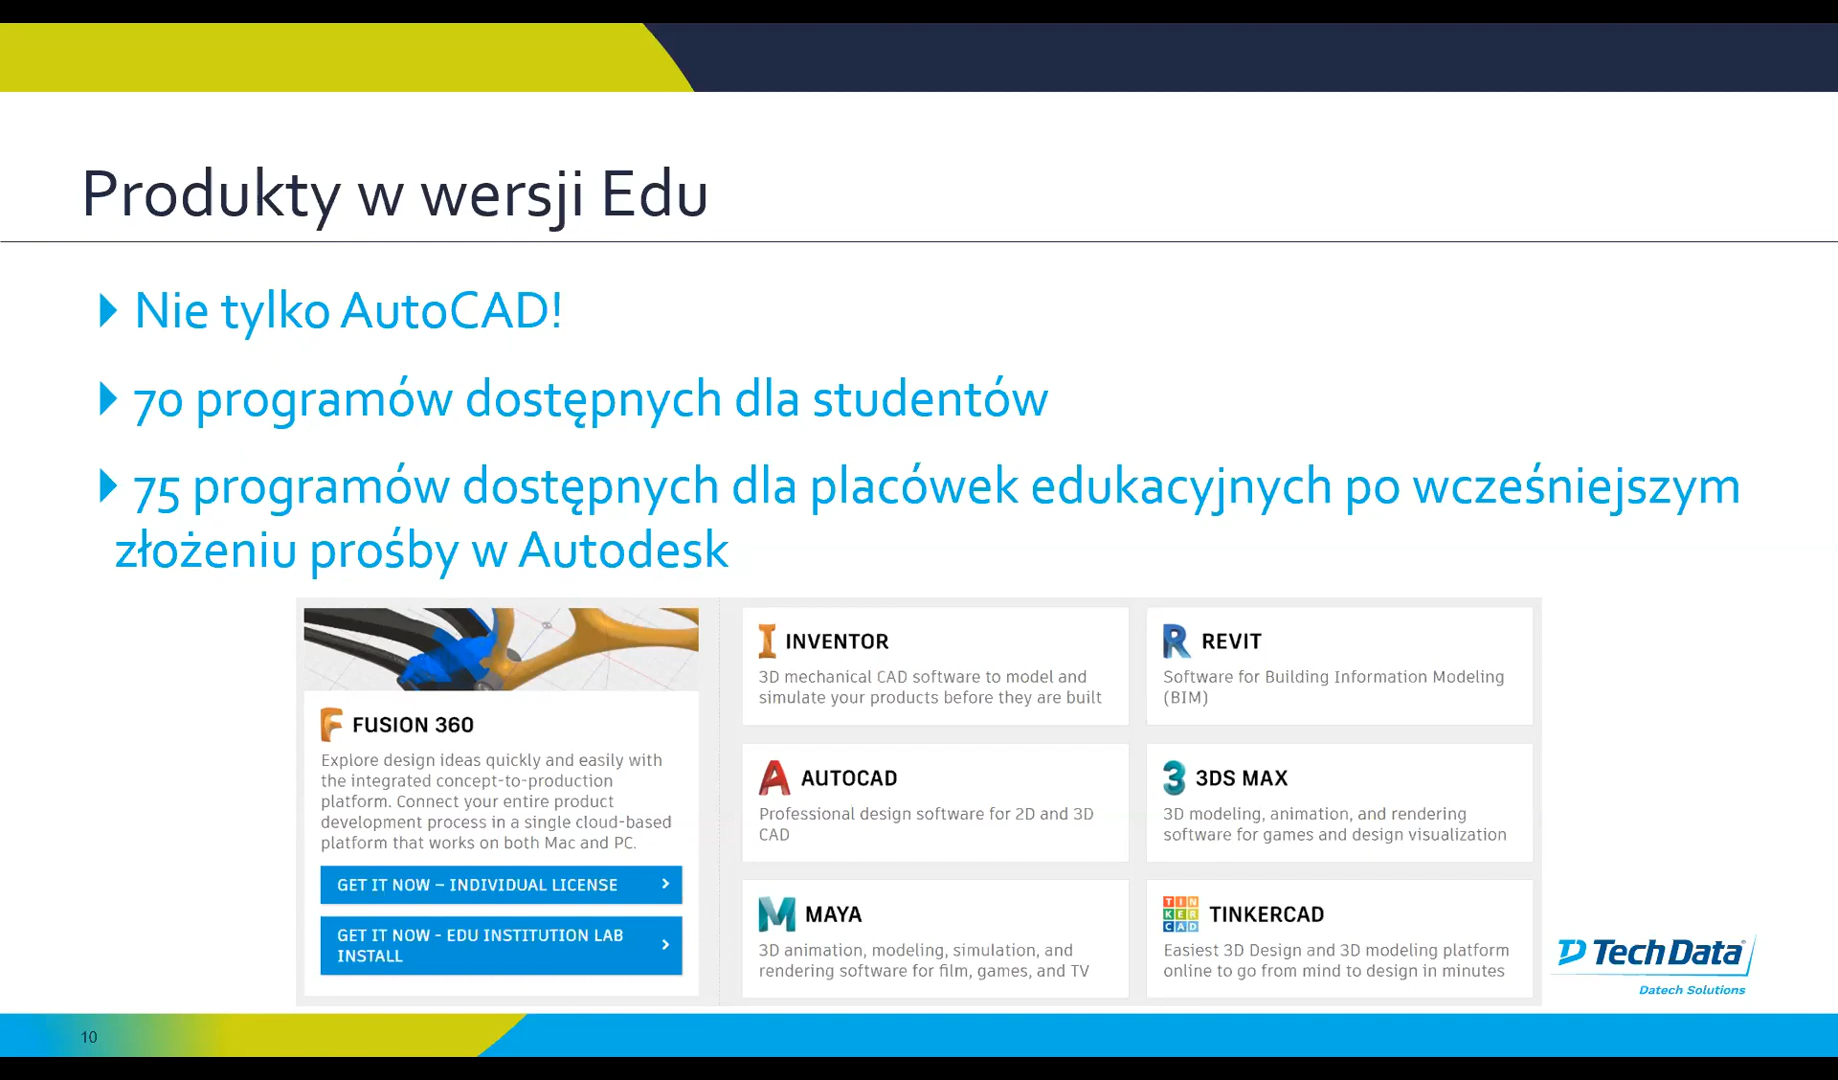 Produkty w wersji Edu
Nie tylko AutoCAD!
70 programów dostępnych dla studentów
75 programów dostępnych dla placówek edukacyjnych po wcześniejszym
złożeniu prośby w Autodesk
FUSION 360
Explore design ideas quickly and easily with
the integrated concept-to-production
platform. Connect your entire product
development process in a single cloud-based
platform that works on both Mac and PC.
GET IT NOW – INDIVIDUAL LICENSE
GET IT NOW - EDU INSTITUTION LAB
INSTALL
INVENTOR
3D mechanical CAD software to model and
simulate your products before they are built
REVIT
Software for Building Information Modeling
(BIM)
AUTOCAD
Professional design software for 2D and 3D
CAD
3DS MAX
3D modeling, animation, and rendering
software for games and design visualization
MAYA
3D animation, modeling, simulation, and
rendering software for film, games, and TV
TIN
KER
CAD
TINKERCAD
Easiest 3D Design and 3D modeling platform
online to go from mind to design in minutes
TechData
Datech Solutions
10